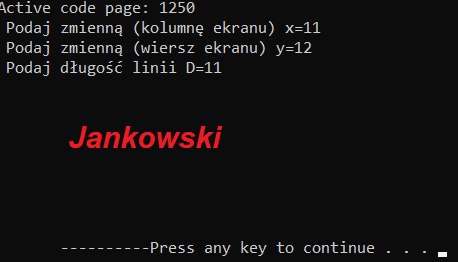 Active code page: 1250
Podaj zmienną (kolumnę ekranu) x=11
Podaj zmienną (wiersz ekranu) y=12
Podaj długość linii D=11
Jankowski
----------Press any key to continue . . .